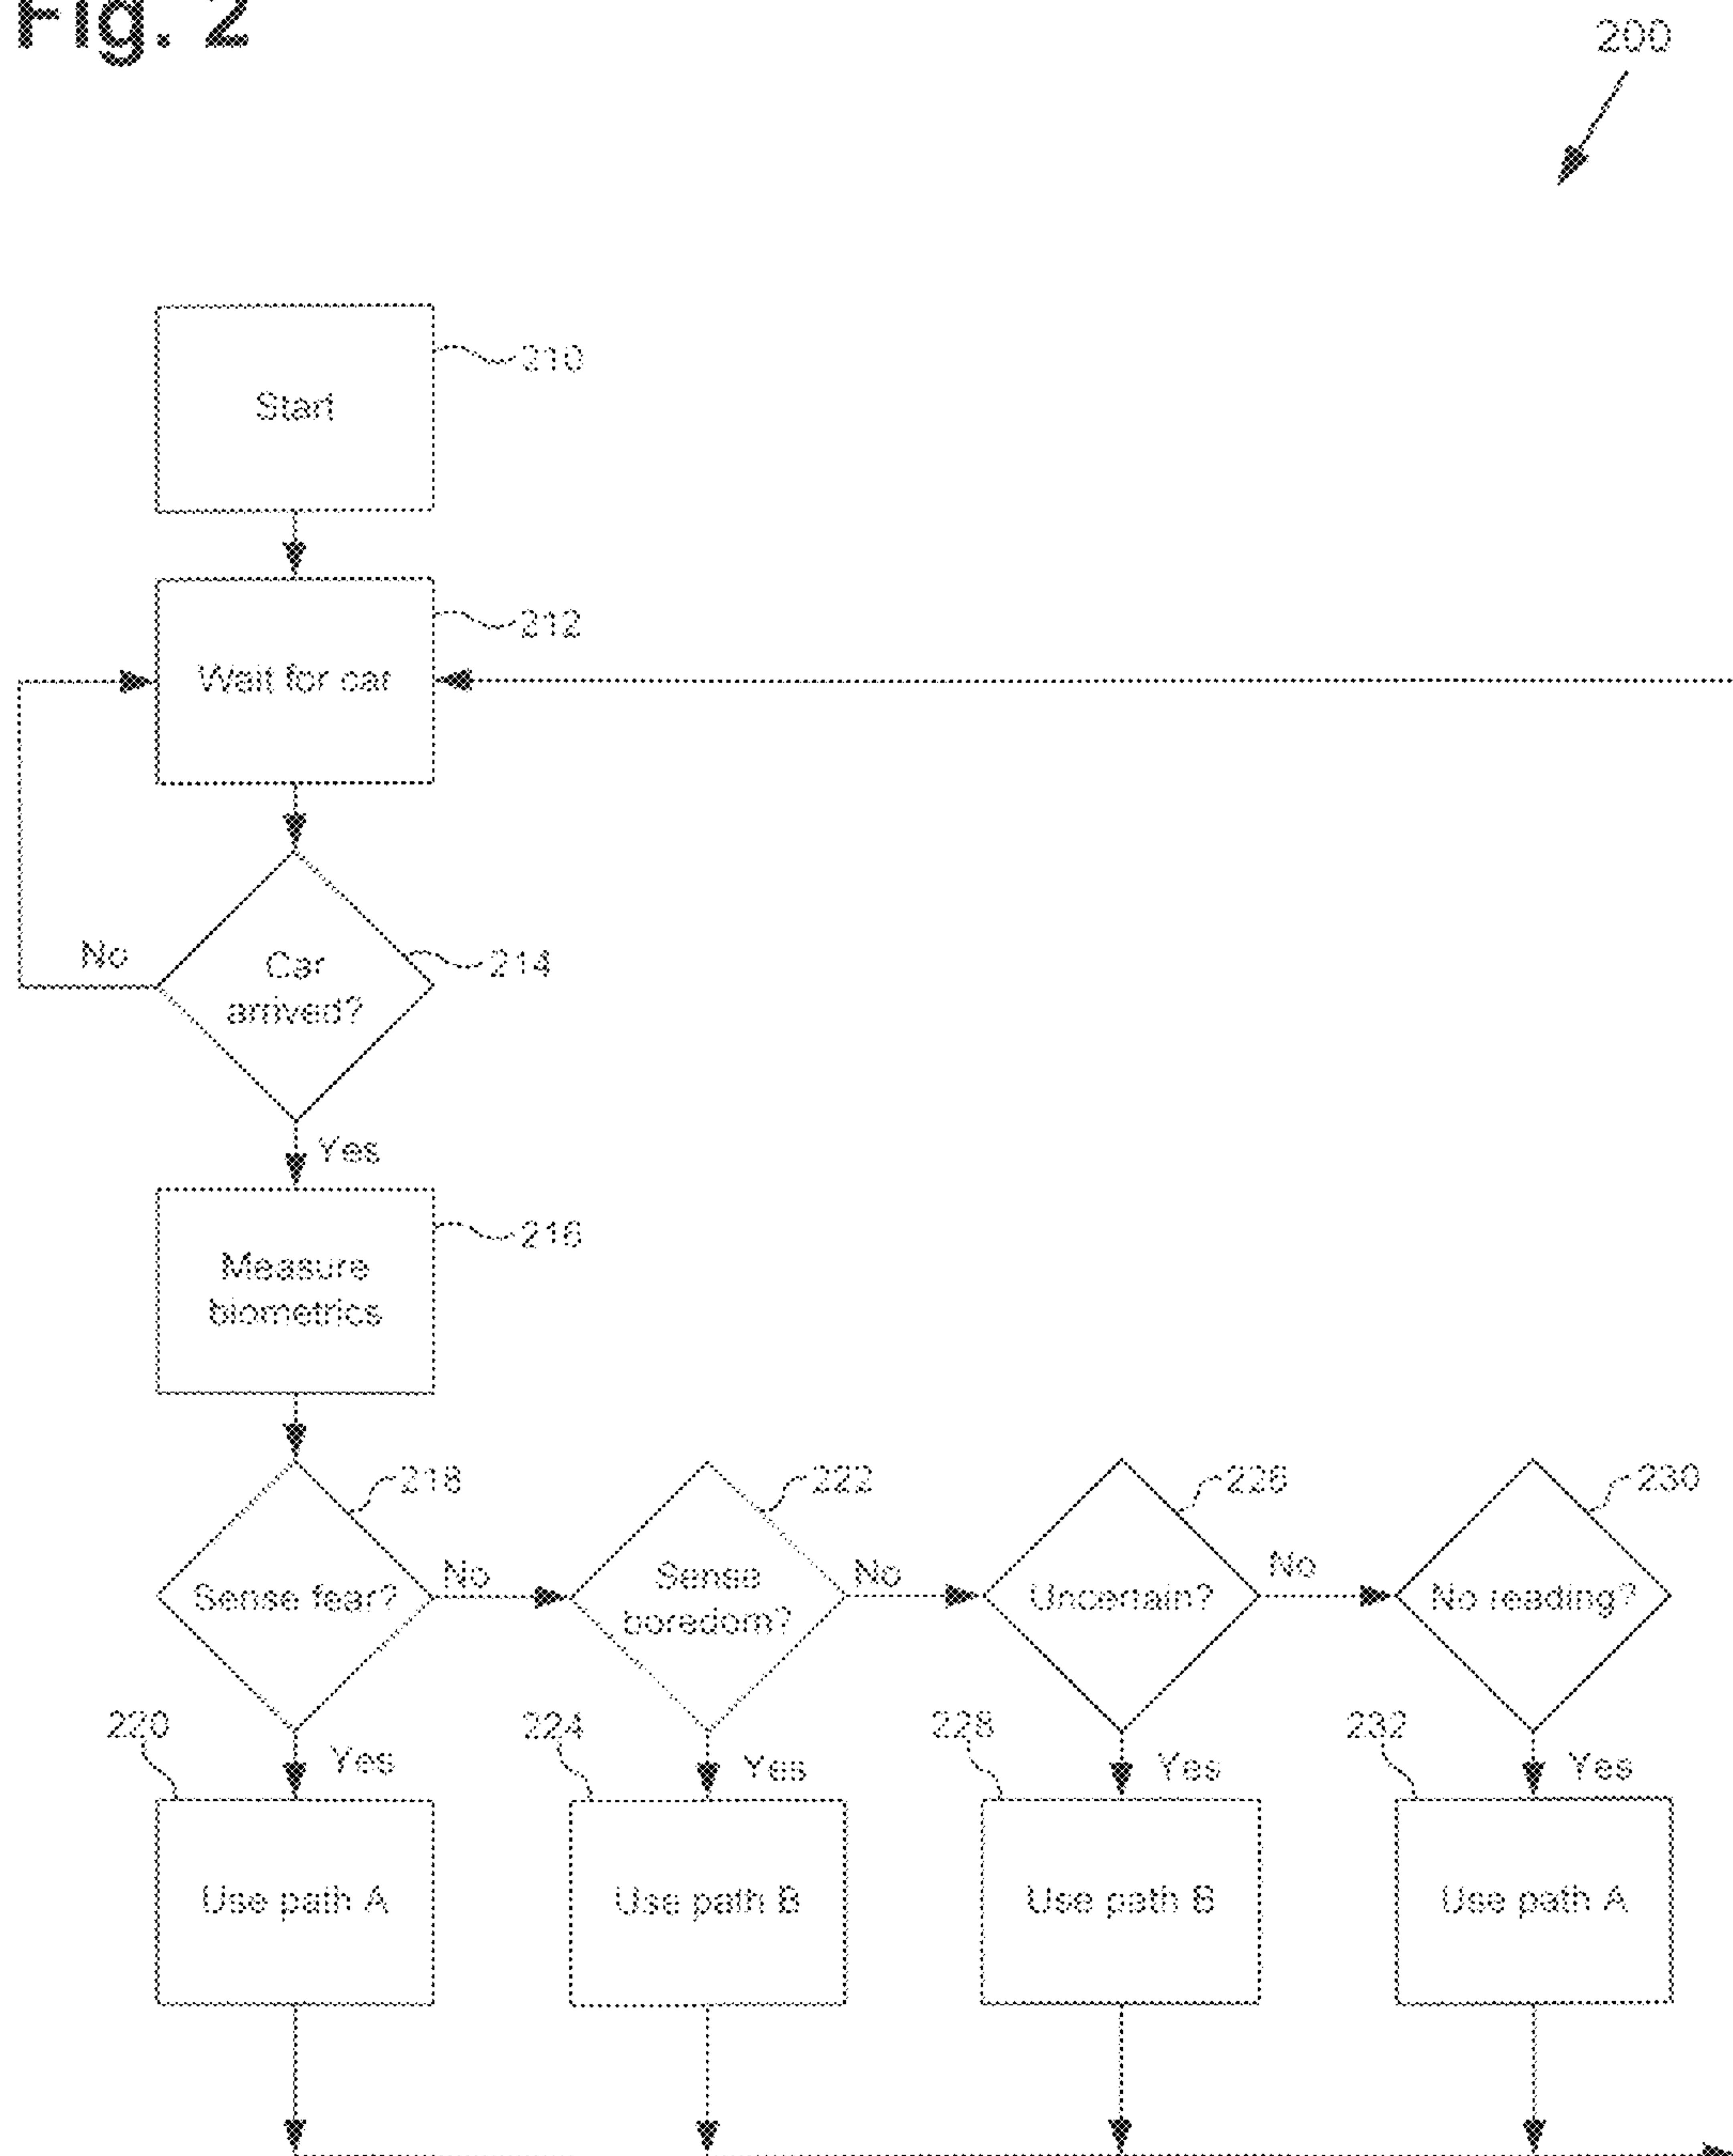 Fig. 2
200
Start
210
Wait for car
212
No
Car
arrived?
214
Yes
Measure
biometrics
216
218
Sense fear?
No
222
Sense
boredom?
No
226
Uncertain?
No
230
No reading?
220
Yes
224
Yes
228
Yes
232
Yes
Use path A
Use path B
Use path B
Use path A